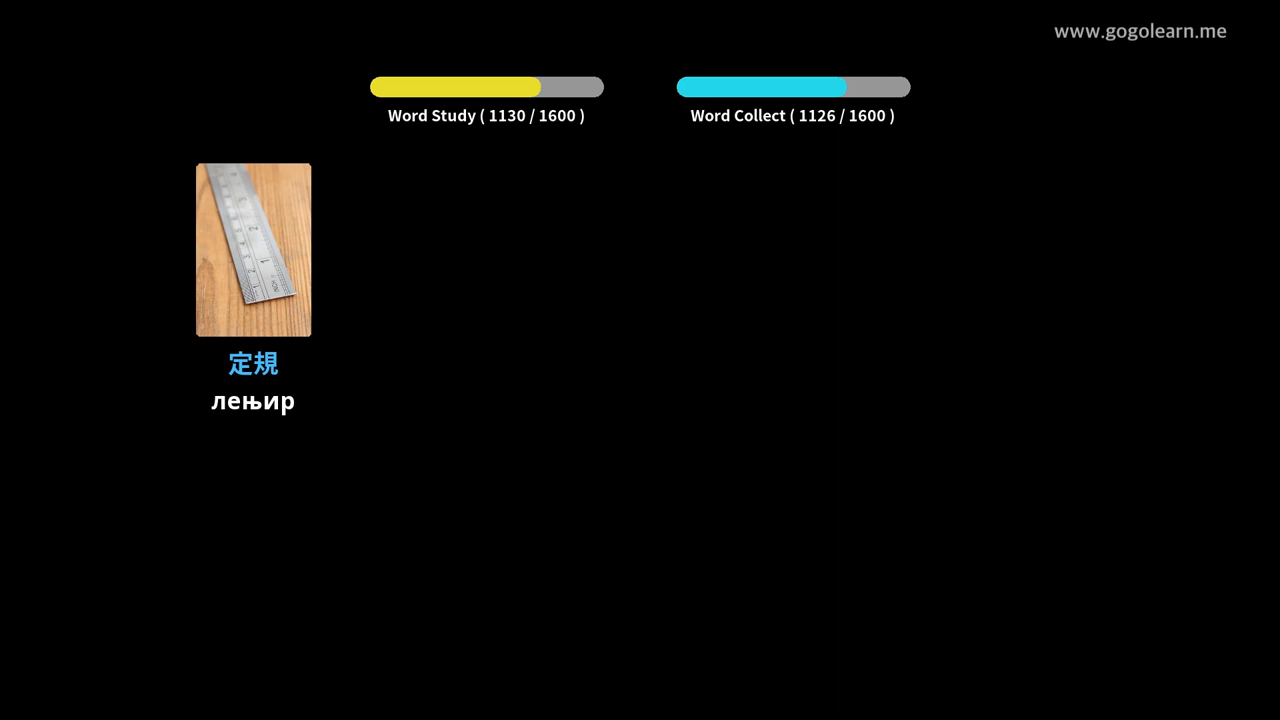 www.gogolearn.me
Word Study ( 1130 / 1600 )
Word Collect ( 1126 / 1600 )
定規
лењир